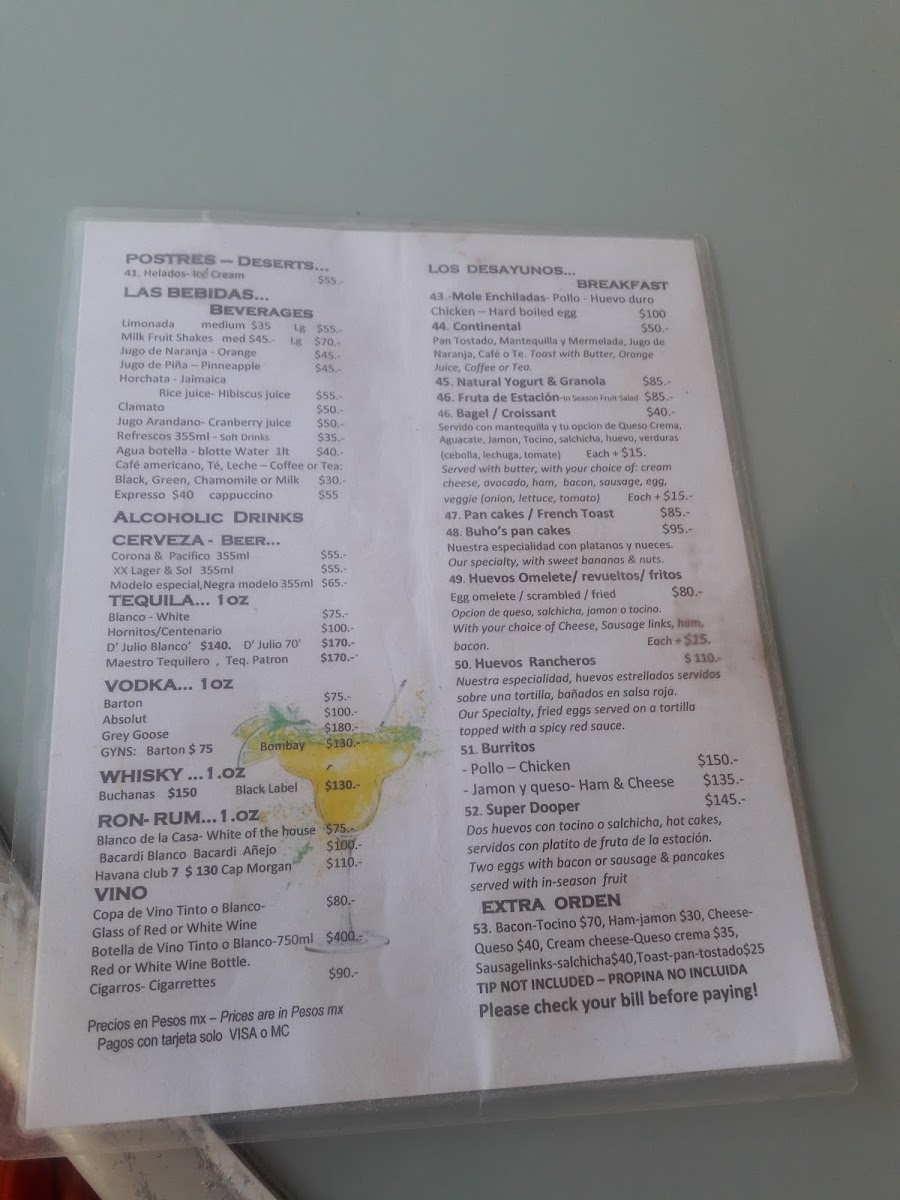 POSTRES – DESERTS...
41. Helados- Ice Cream $55.-
LAS BEBIDAS...
BEVERAGES
Limonada medium $35 Lg $55.-
Milk Fruit Shakes med $45.- Lg $70.-
Jugo de Naranja - Orange $45.-
Jugo de Piña – Pinneapple $45.-
Horchata - Jaimaica
Rice juice- Hibiscus juice $55.-
Clamato $50.-
Jugo Arandano- Cranberry juice $50.-
Refrescos 355ml - Soft Drinks $35.-
Agua botella - blotte Water 1lt $40.-
Café americano, Té, Leche – Coffee or Tea:
Black, Green, Chamomile or Milk $30.-
Expresso $40 cappuccino $55
ALCOHOLIC DRINKS
CERVEZA - BEER...
Corona & Pacifico 355ml $55.-
XX Lager & Sol 355ml $55.-
Modelo especial,Negra modelo 355ml $65.-
TEQUILA... 1oz
Blanco - White $75.-
Hornitos/Centenario $100.-
D' Julio Blanco' $140. D' Julio 70' $170.-
Maestro Tequilero , Teq. Patron $170.-
VODKA... 1oz
Barton $75.-
Absolut $100.-
Grey Goose $180.-
GYNS: Barton $ 75 Bombay $130.-
WHISKY ...1.oz
Buchanas $150 Black Label $130.-
RON- RUM...1.oz
Blanco de la Casa- White of the house $75.-
Bacardi Blanco Bacardi Añejo $100.-
Havana club 7 $ 130 Cap Morgan $110.-
VINO
Copa de Vino Tinto o Blanco- $80.-
Glass of Red or White Wine
Botella de Vino Tinto o Blanco-750ml $400.-
Red or White Wine Bottle.
Cigarros- Cigarrettes $90.-
Precios en Pesos mx – Prices are in Pesos mx
Pagos con tarjeta solo VISA o MC
LOS DESAYUNOS...
BREAKFAST
43.-Mole Enchiladas- Pollo - Huevo duro
Chicken – Hard boiled egg $100
44. Continental $50.-
Pan Tostado, Mantequilla y Mermelada, Jugo de
Naranja, Café o Te. Toast with Butter, Orange
Juice, Coffee or Tea.
45. Natural Yogurt & Granola $85.-
46. Fruta de Estación-In Season Fruit Salad $85.-
46. Bagel / Croissant $40.-
Servido con mantequilla y tu opcion de Queso Crema,
Aguacate, Jamon, Tocino, salchicha, huevo, verduras
(cebolla, lechuga, tomate) Each + $15.
Served with butter, with your choice of: cream
cheese, avocado, ham, bacon, sausage, egg,
veggie (onion, lettuce, tomato) Each + $15.-
47. Pan cakes / French Toast $85.-
48. Buho's pan cakes $95.-
Nuestra especialidad con platanos y nueces.
Our specialty, with sweet bananas & nuts.
49. Huevos Omelete/ revueltos/ fritos
Egg omelete / scrambled / fried $80.-
Opcion de queso, salchicha, jamon o tocino.
With your choice of Cheese, Sausage links, ham,
bacon. Each + $15.
50. Huevos Rancheros $ 110.-
Nuestra especialidad, huevos estrellados servidos
sobre una tortilla, bañados en salsa roja.
Our Specialty, fried eggs served on a tortilla
topped with a spicy red sauce.
51. Burritos
- Pollo – Chicken $150.-
- Jamon y queso- Ham & Cheese $135.-
52. Super Dooper $145.-
Dos huevos con tocino o salchicha, hot cakes,
servidos con platito de fruta de la estación.
Two eggs with bacon or sausage & pancakes
served with in-season fruit
EXTRA ORDEN
53. Bacon-Tocino $70, Ham-jamon $30, Cheese-
Queso $40, Cream cheese-Queso crema $35,
Sausagelinks-salchicha$40,Toast-pan-tostado$25
TIP NOT INCLUDED – PROPINA NO INCLUIDA
Please check your bill before paying!